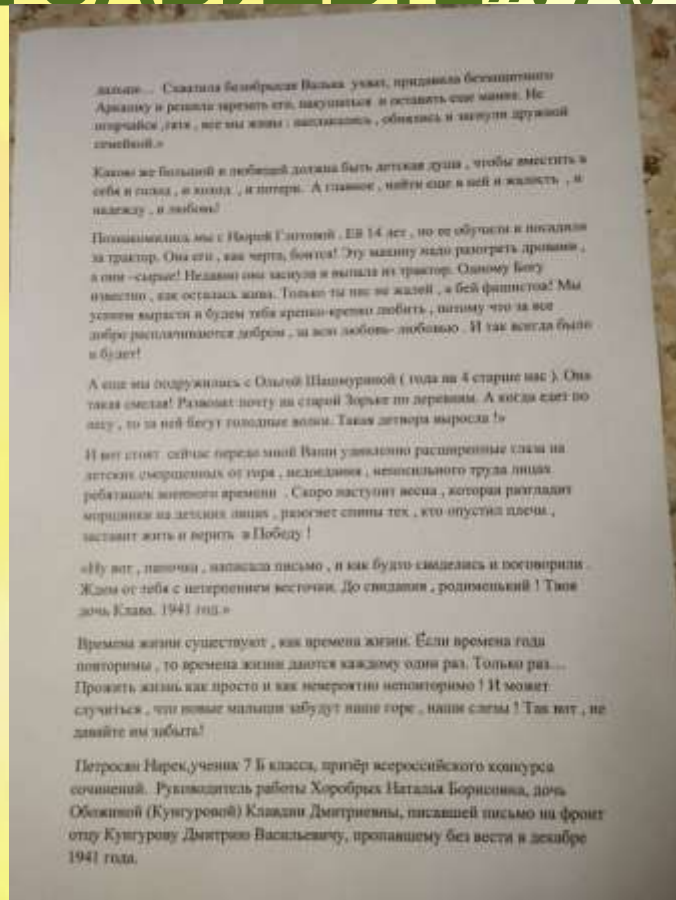 дальше... Схватила безобразая Валька ухват, придавила беззащитного
Аркашку и решила зарезать его, накушаться и оставить еще мамке. Не
огорчайся ,тятя , все мы живы : наплакались , обнялись и заснули дружной
семейкой.»
Какою же большой и любящей должна быть детская душа , чтобы вместить в
себя и голод , и холод , и потери. А главное , найти еще в ней и жалость , и
надежду , и любовь!
Познакомились мы с Нюрой Глотовой . Ей 14 лет , но ее обучили и посадили
за трактор. Она его , как черта, боится! Эту махину надо разогреть дровами ,
а они –сырые! Недавно она заснула и выпала из трактор. Одному Богу
известно , как осталась жива. Только ты нас не жалей , а бей фашистов! Мы
успеем вырасти и будем тебя крепко-крепко любить , потому что за все
добро расплачиваются добром , за всю любовь- любовью . И так всегда было
и будет!
А еще мы подружились с Ольгой Шашмуриной ( года на 4 старше нас ). Она
такая смелая! Развозит почту на старой Зорьке по деревням. А когда едет по
лесу , то за ней бегут голодные волки. Такая детвора выросла !»
И вот стоят сейчас передо мной Ваши удивленно расширенные глаза на
детских сморщенных от горя , недоедания , непосильного труда лицах
ребятишек военного времени . Скоро наступит весна , которая разгладит
морщинки на детских лицах , разогнет спины тех , кто опустил плечи ,
заставит жить и верить в Победу !
«Ну вот , папочка , написала письмо , и как будто свиделись и поговорили .
Ждем от тебя с нетерпением весточки. До свидания , родименький ! Твоя
дочь Клава. 1941 год.»
Времена жизни существуют , как времена жизни. Если времена года
повторимы , то времена жизни даются каждому один раз. Только раз…
Прожить жизнь как просто и как невероятно неповторимо ! И может
случиться , что новые малыши забудут наше горе , наши слезы ! Так вот , не
давайте им забыть!
Петросян Нарек,ученик 7 Б класса, призёр всероссийского конкурса
сочинений. Руководитель работы Хоробрых Наталья Борисовна, дочь
Обожиной (Кунгуровой) Клавдии Дмитриевны, писавшей письмо на фронт
отцу Кунгурову Дмитрию Васильевичу, пропавшему без вести в декабре
1941 года.